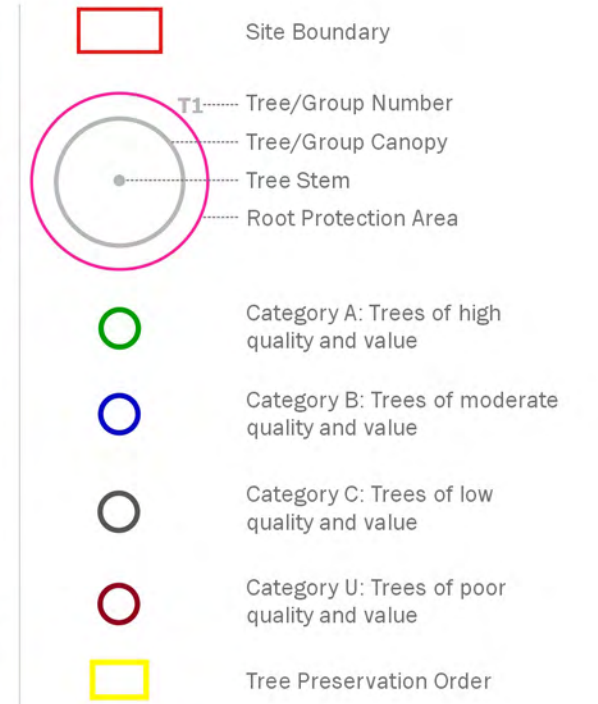 Site Boundary
T1
Tree/Group Number
Tree/Group Canopy
Tree Stem
Root Protection Area
Category A: Trees of high
quality and value
Category B: Trees of moderate
quality and value
Category C: Trees of low
quality and value
Category U: Trees of poor
quality and value
Tree Preservation Order